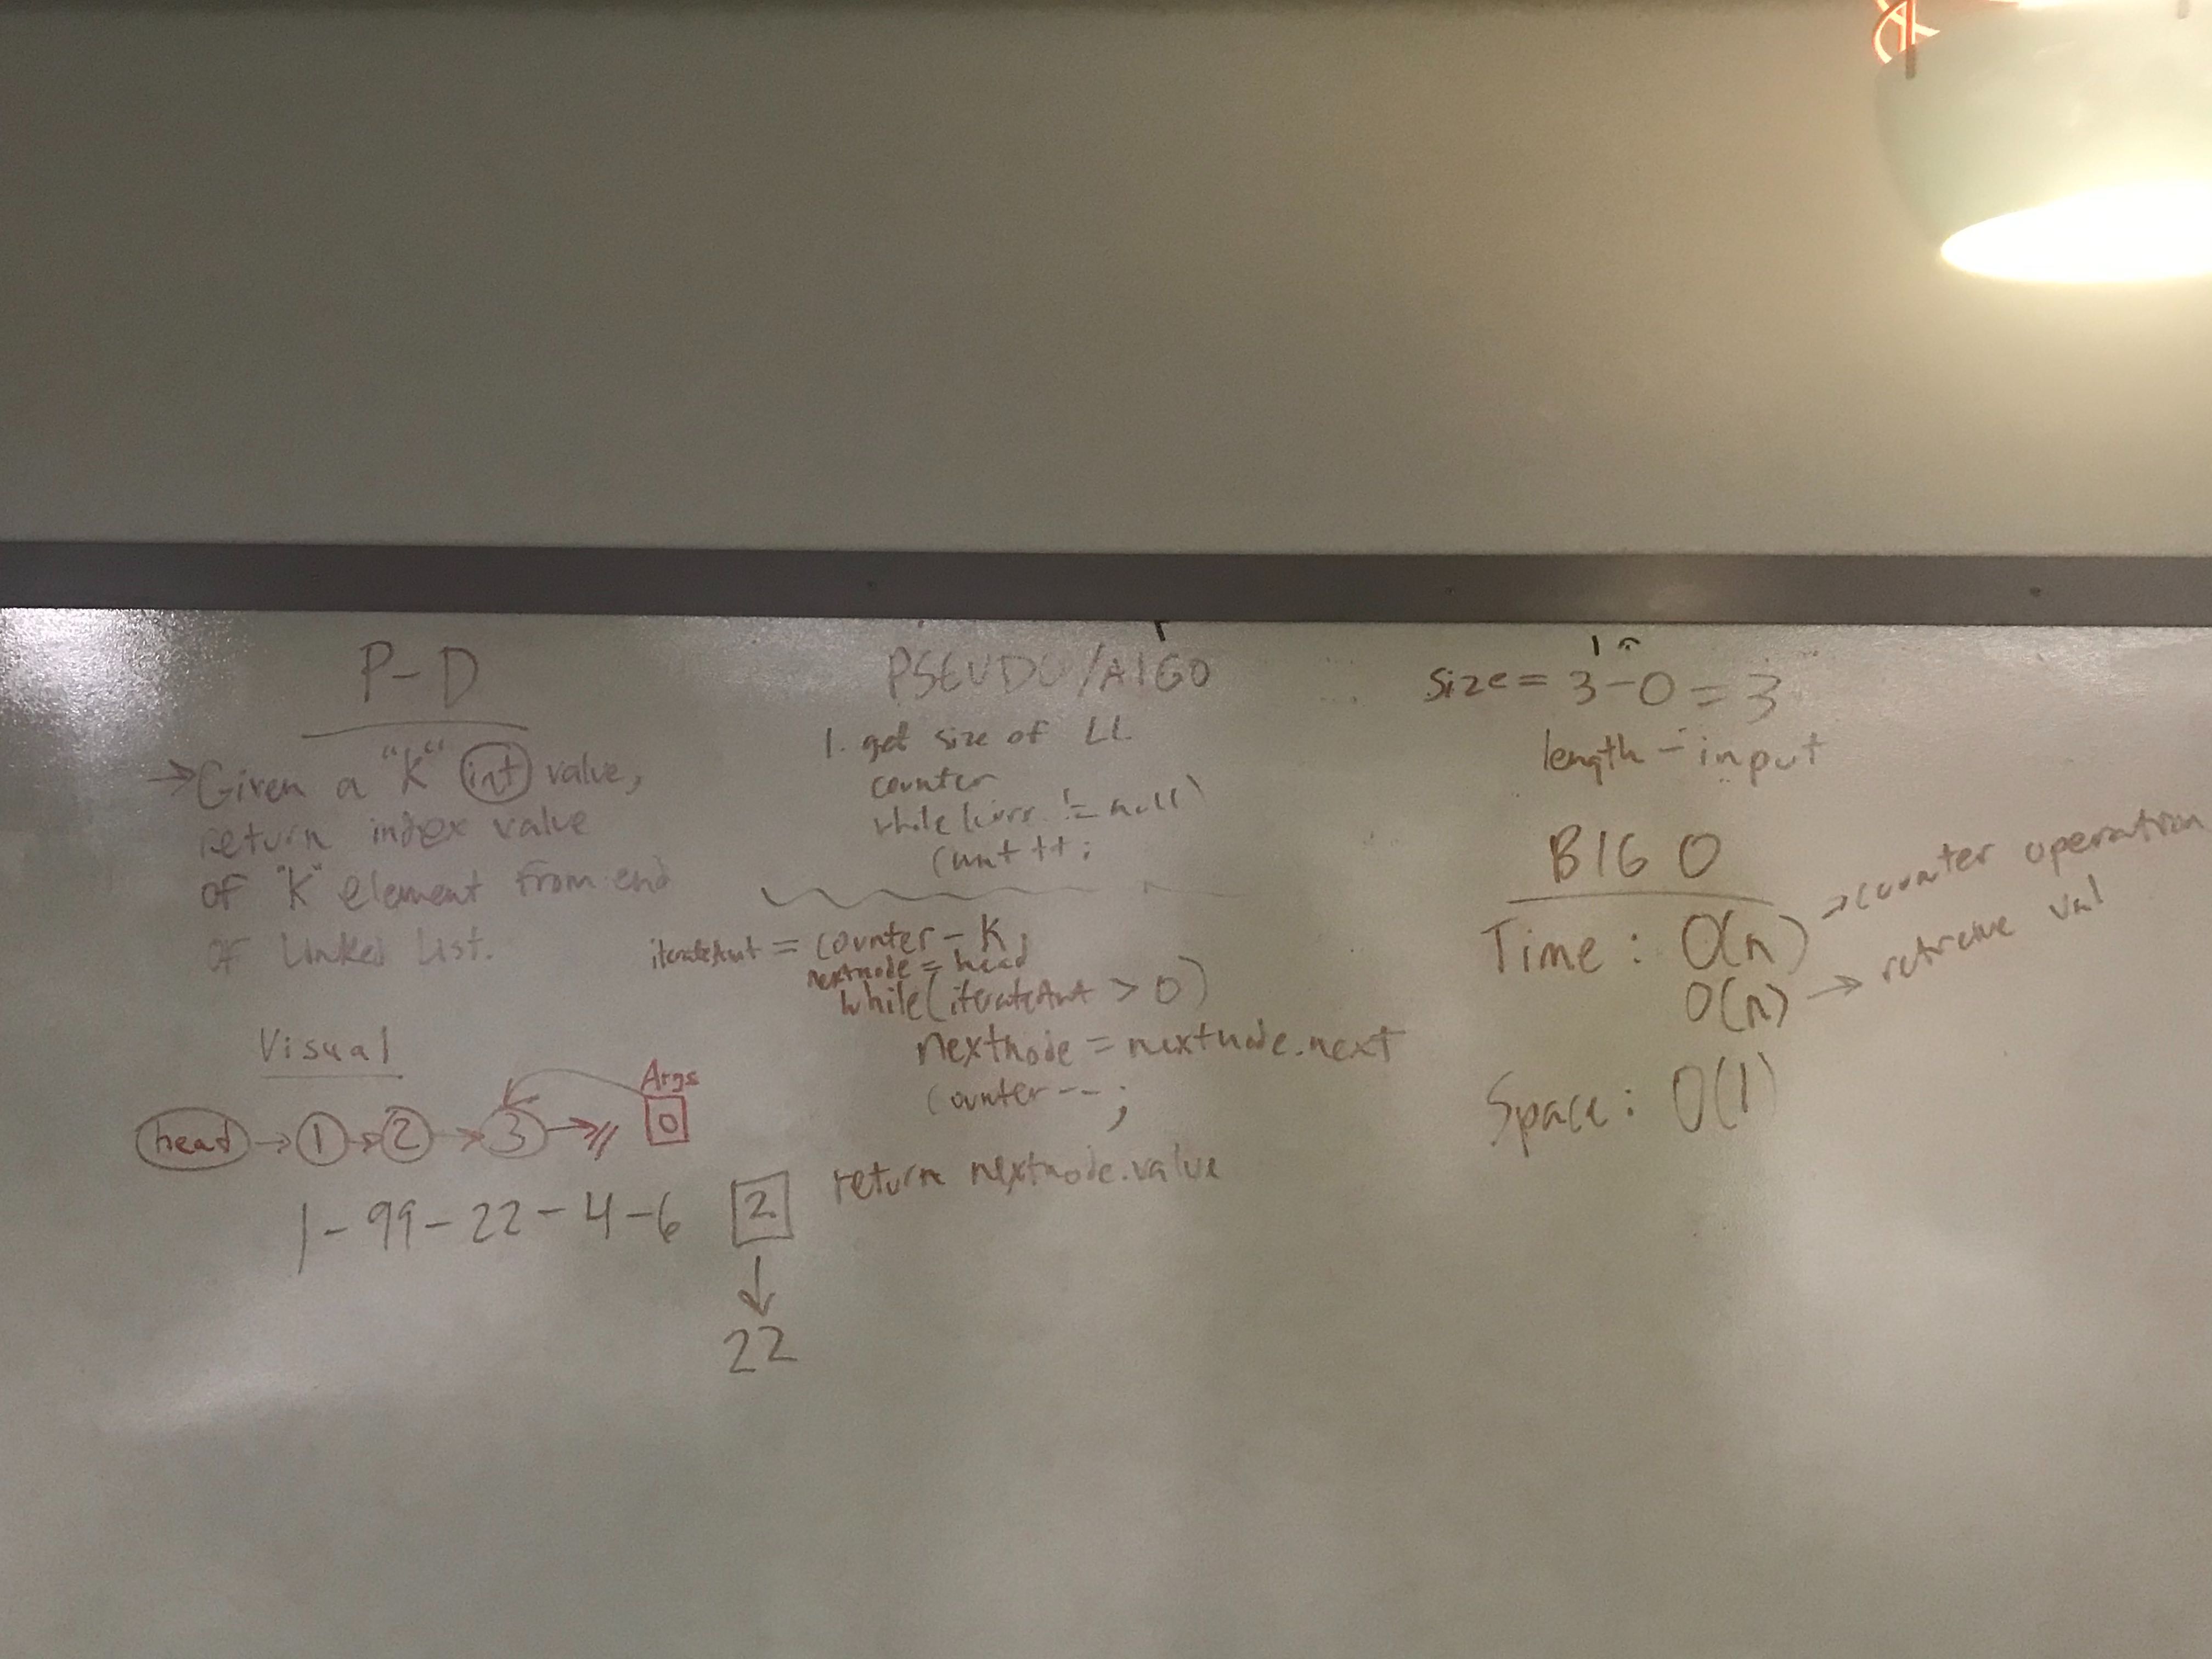 P-D
→Given a "K" int value,
return index value
of "K" element from end
of Linked List.
Visual
head → 1 → 2 → 3 →//
Args
0
1-99-22-4-6
2
↓
22
PSEUDO/AlGO
1. get size of LL
counter
while (curr != null)
count ++;
iterateAmt = counter - K;
nextnode = head
while(iterateAmt > 0)
nextnode = nextnode.next
counter--;
return nextnode.value
size = 3-0 = 3
length - input
BIG O
Time: O(n) → counter operation
O(n) → retreive val
Space: O(1)